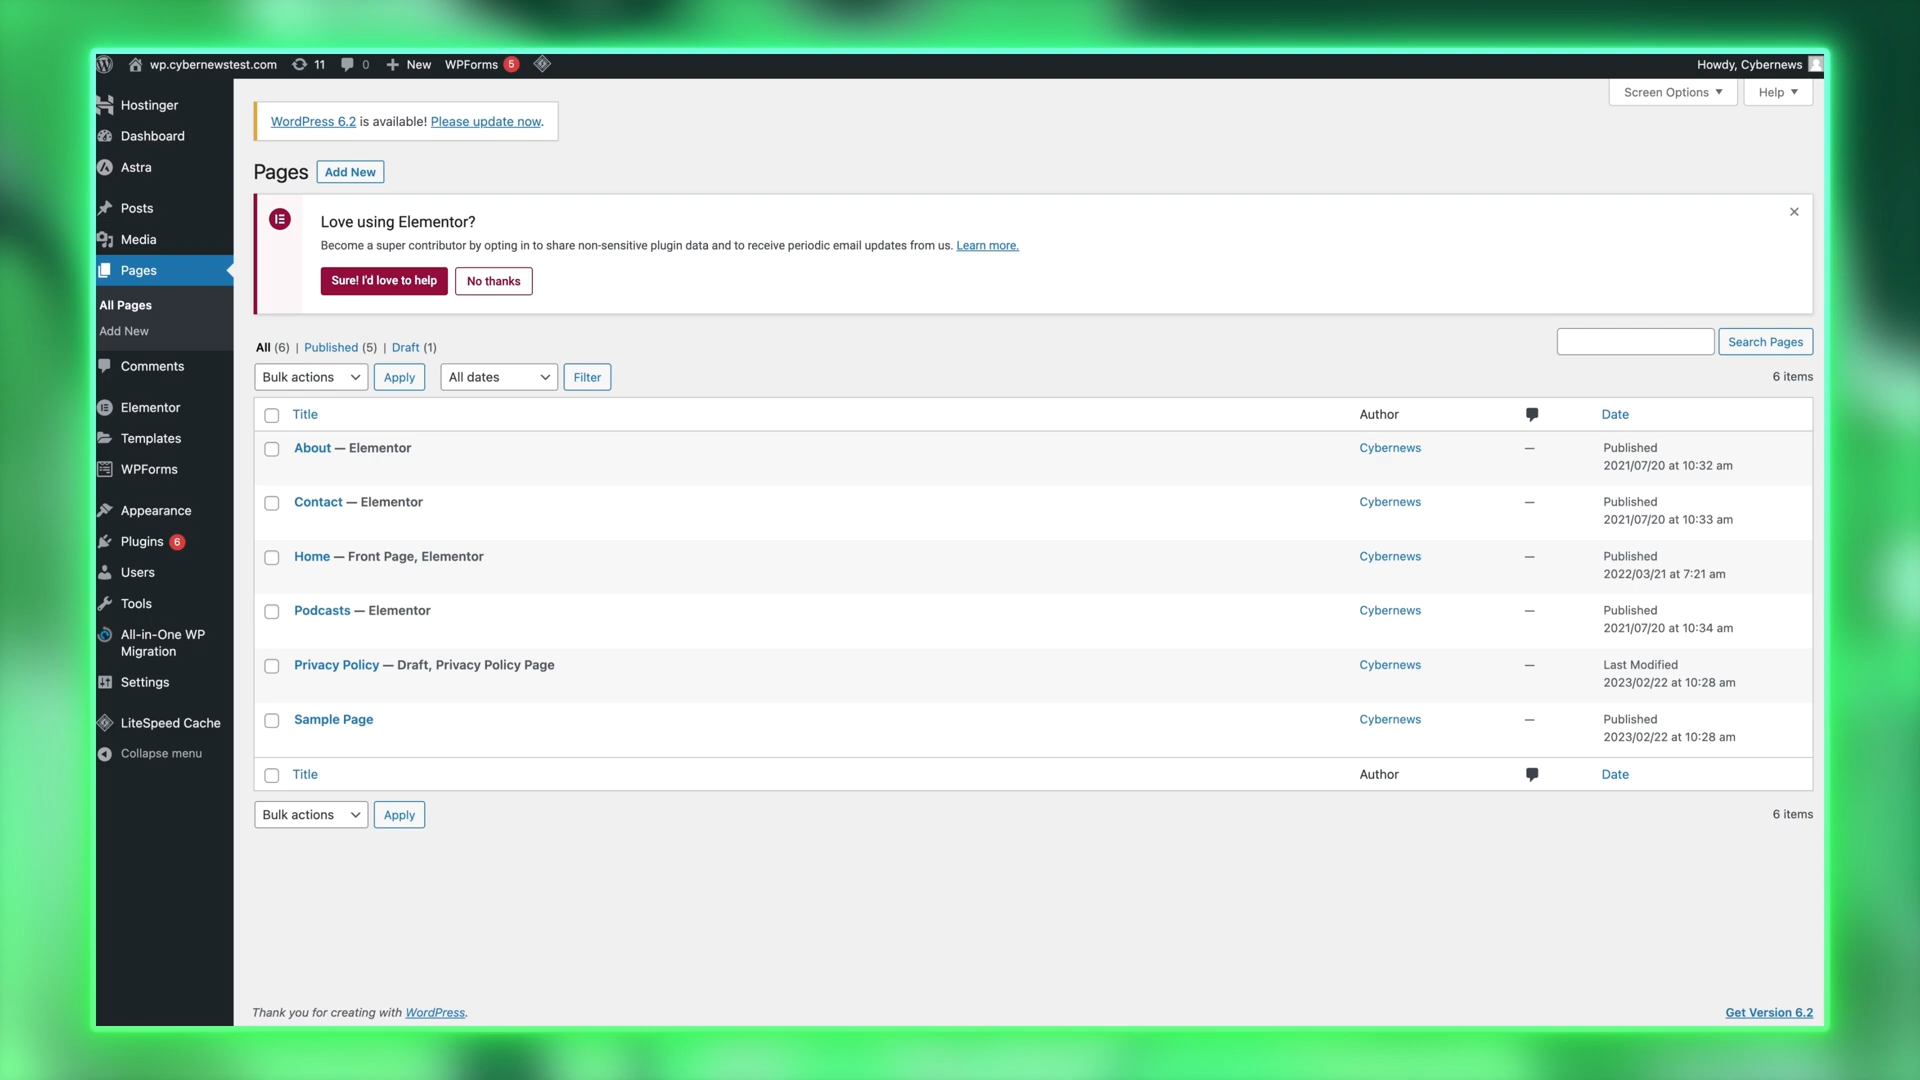 wp.cybernewstest.com 11 0 New WPForms 5 Howdy, Cybernews
Hostinger
Dashboard
Astra
Posts
Media
Pages
All Pages
Add New
Comments
Elementor
Templates
WPForms
Appearance
Plugins 6
Users
Tools
All-in-One WP
Migration
Settings
LiteSpeed Cache
Collapse menu
Screen Options Help
WordPress 6.2 is available! Please update now.
Pages Add New
Love using Elementor?
Become a super contributor by opting in to share non-sensitive plugin data and to receive periodic email updates from us. Learn more.
Sure! I'd love to help No thanks
All (6) | Published (5) | Draft (1)
Search Pages
Bulk actions Apply All dates Filter 6 items
Title Author Date
About — Elementor Cybernews — Published
2021/07/20 at 10:32 am
Contact — Elementor Cybernews — Published
2021/07/20 at 10:33 am
Home — Front Page, Elementor Cybernews — Published
2022/03/21 at 7:21 am
Podcasts — Elementor Cybernews — Published
2021/07/20 at 10:34 am
Privacy Policy — Draft, Privacy Policy Page Cybernews — Last Modified
2023/02/22 at 10:28 am
Sample Page Cybernews — Published
2023/02/22 at 10:28 am
Title Author Date
Bulk actions Apply 6 items
Thank you for creating with WordPress. Get Version 6.2